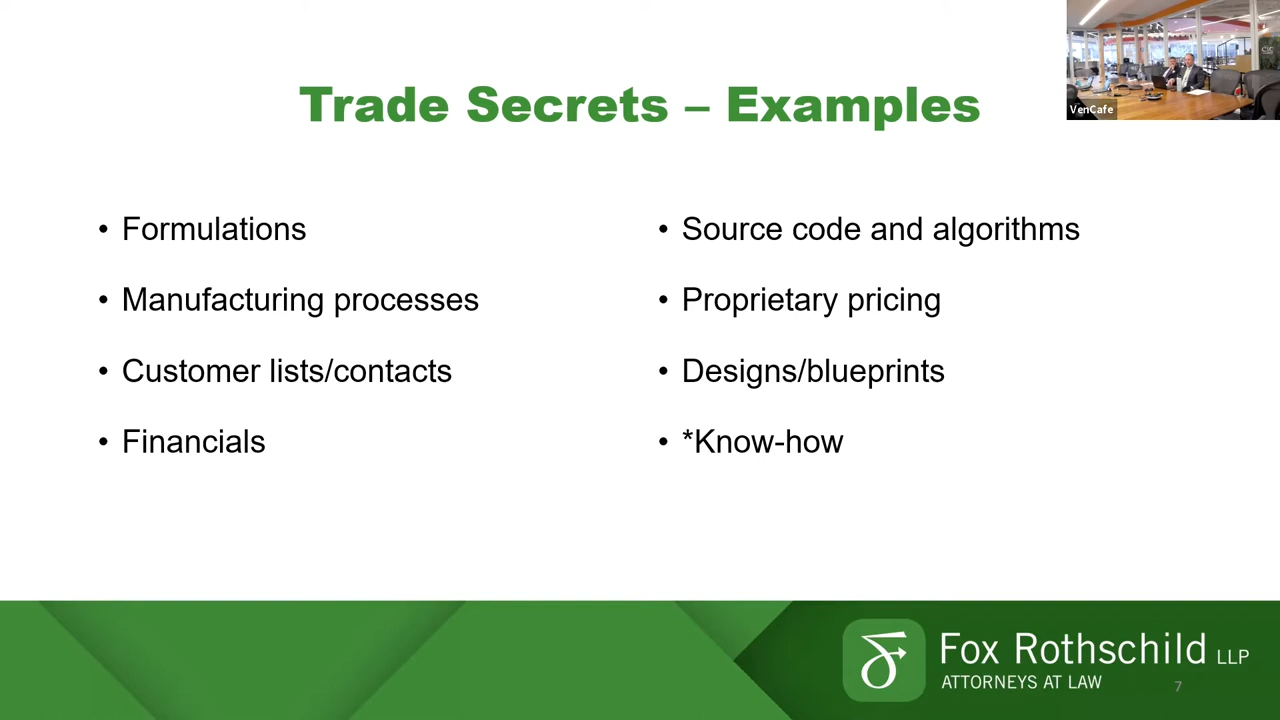 Trade Secrets – Examples
VenCafe
• Formulations
• Manufacturing processes
• Customer lists/contacts
• Financials
• Source code and algorithms
• Proprietary pricing
• Designs/blueprints
• *Know-how
Fox Rothschild LLP
ATTORNEYS AT LAW
7